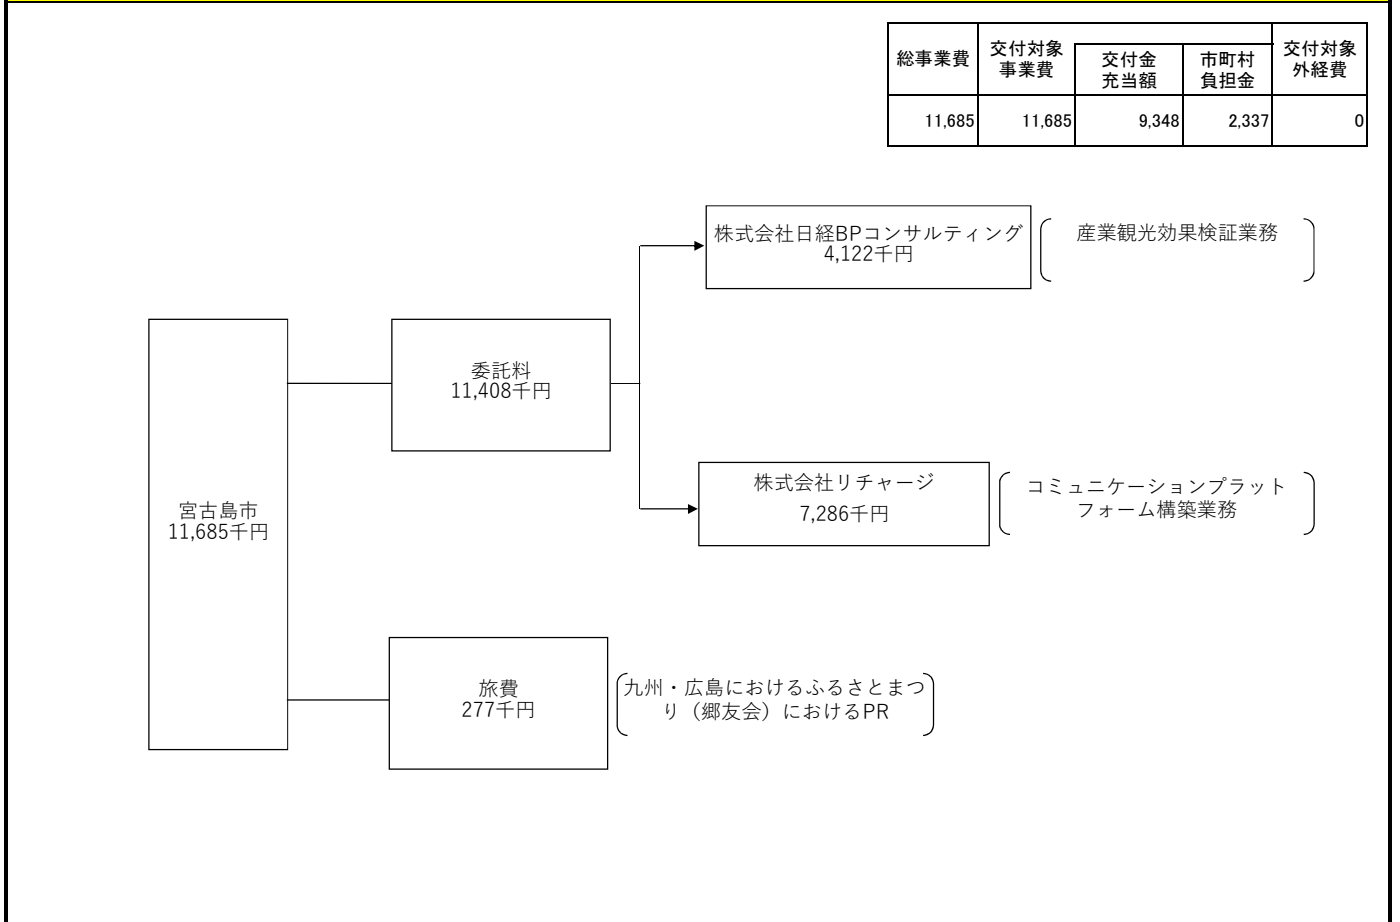 総事業費
交付対象
事業費
交付金
充当額
市町村
負担金
交付対象
外経費
11,685
11,685
9,348
2,337
0
株式会社日経BPコンサルティング
4,122千円
産業観光効果検証業務
委託料
11,408千円
株式会社リチャージ
7,286千円
コミュニケーションプラット
フォーム構築業務
宮古島市
11,685千円
旅費
277千円
九州・広島におけるふるさとまつ
り（郷友会）におけるPR